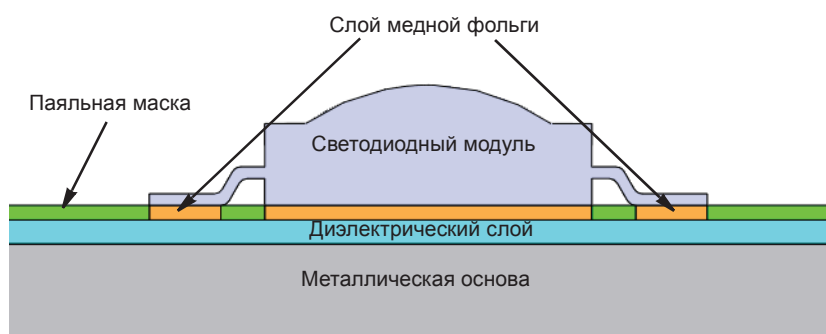 Слой медной фольги
Паяльная маска
Светодиодный модуль
Диэлектрический слой
Металлическая основа